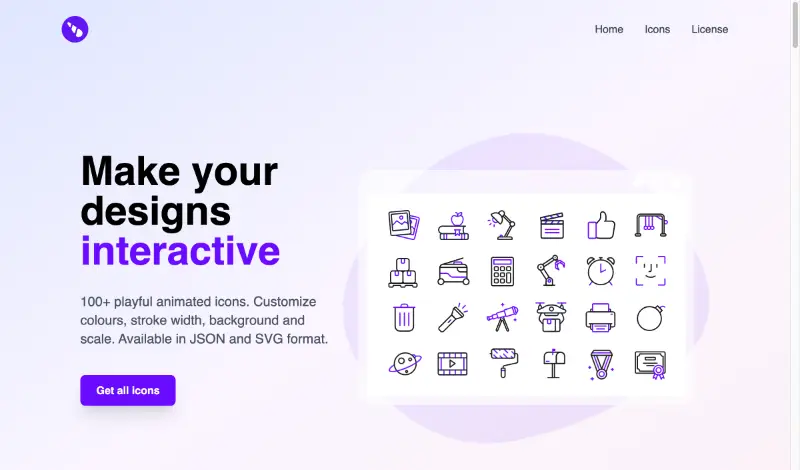 Home Icons License
Make your
designs
interactive
100+ playful animated icons. Customize
colours, stroke width, background and
scale. Available in JSON and SVG format.
Get all icons